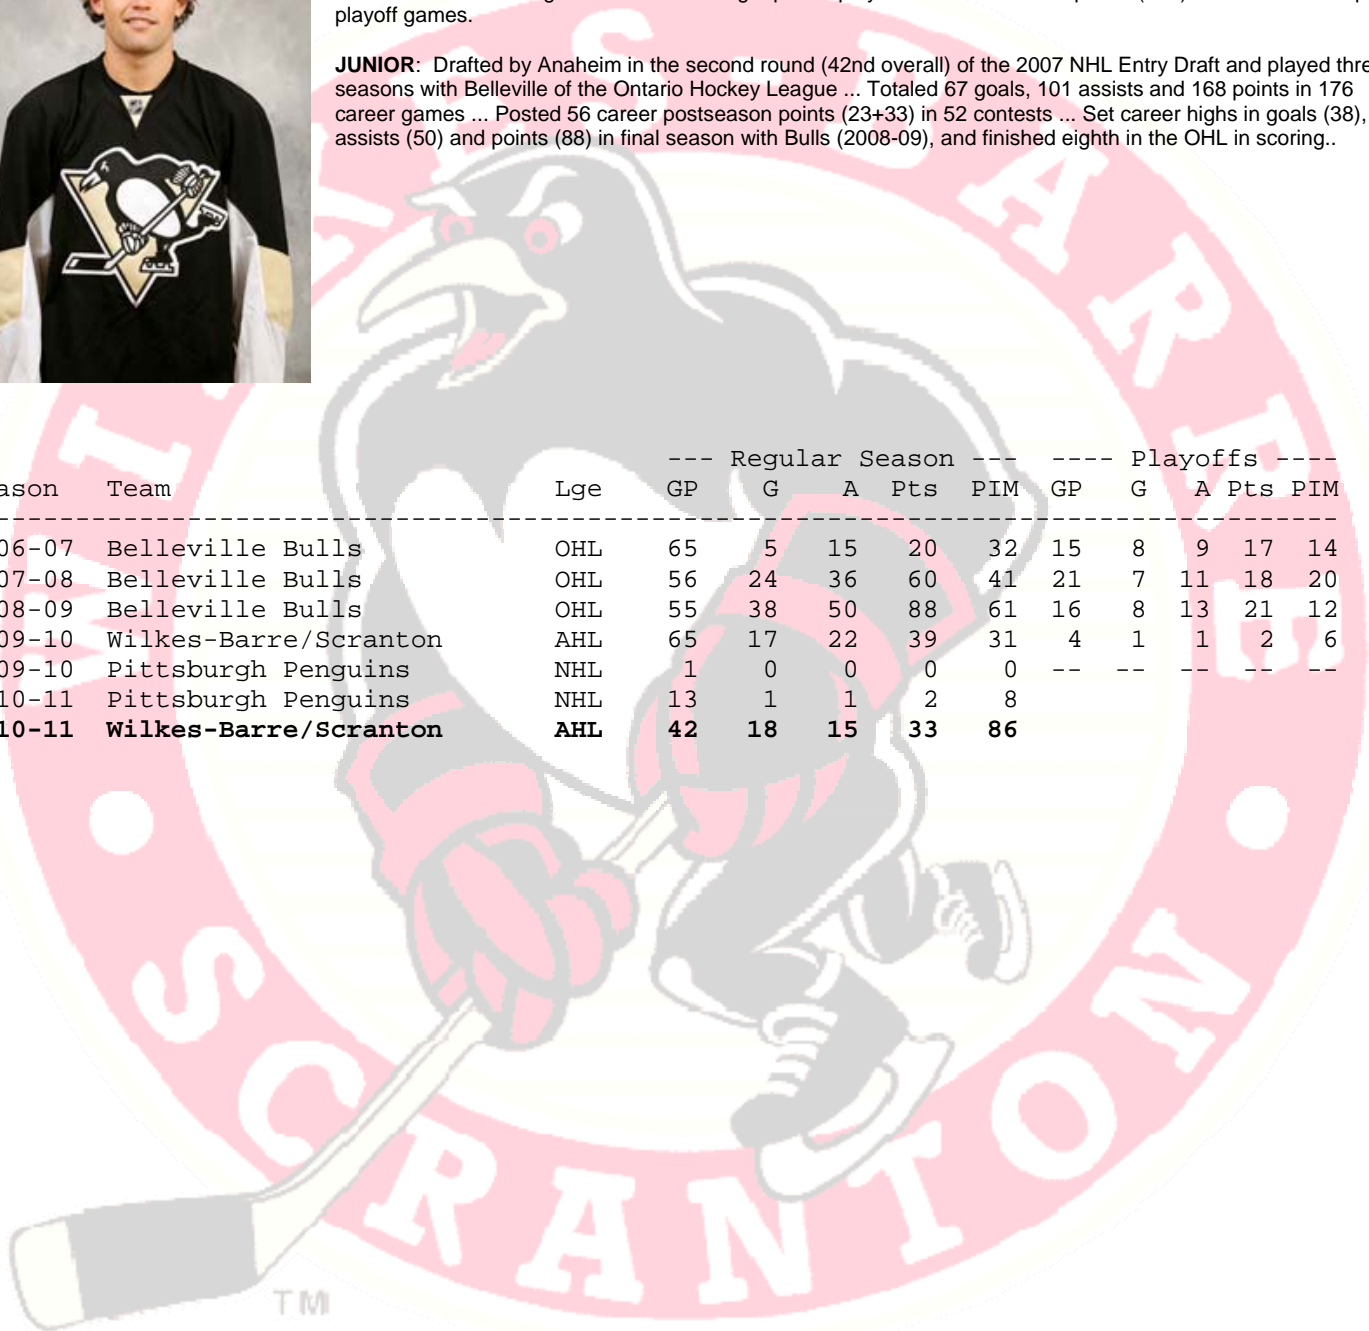 playoff games.
JUNIOR: Drafted by Anaheim in the second round (42nd overall) of the 2007 NHL Entry Draft and played
seasons with Belleville of the Ontario Hockey League ... Totaled 67 goals, 101 assists and 168 points in 176
career games ... Posted 56 career postseason points (23+33) in 52 contests ... Set career highs in goals (38),
assists (50) and points (88) in final season with Bulls (2008-09), and finished eighth in the OHL in scoring..
--- Regular Season --- ---- Playoffs ----
ason Team Lge GP G A Pts PIM GP G A Pts PIM
06-07 Belleville Bulls OHL 65 5 15 20 32 15 8 9 17 14
07-08 Belleville Bulls OHL 56 24 36 60 41 21 7 11 18 20
08-09 Belleville Bulls OHL 55 38 50 88 61 16 8 13 21 12
09-10 Wilkes-Barre/Scranton AHL 65 17 22 39 31 4 1 1 2 6
09-10 Pittsburgh Penguins NHL 1 0 0 0 0 -- -- -- -- --
10-11 Pittsburgh Penguins NHL 13 1 1 2 8
10-11 Wilkes-Barre/Scranton AHL 42 18 15 33 86
SCRANTON
TM